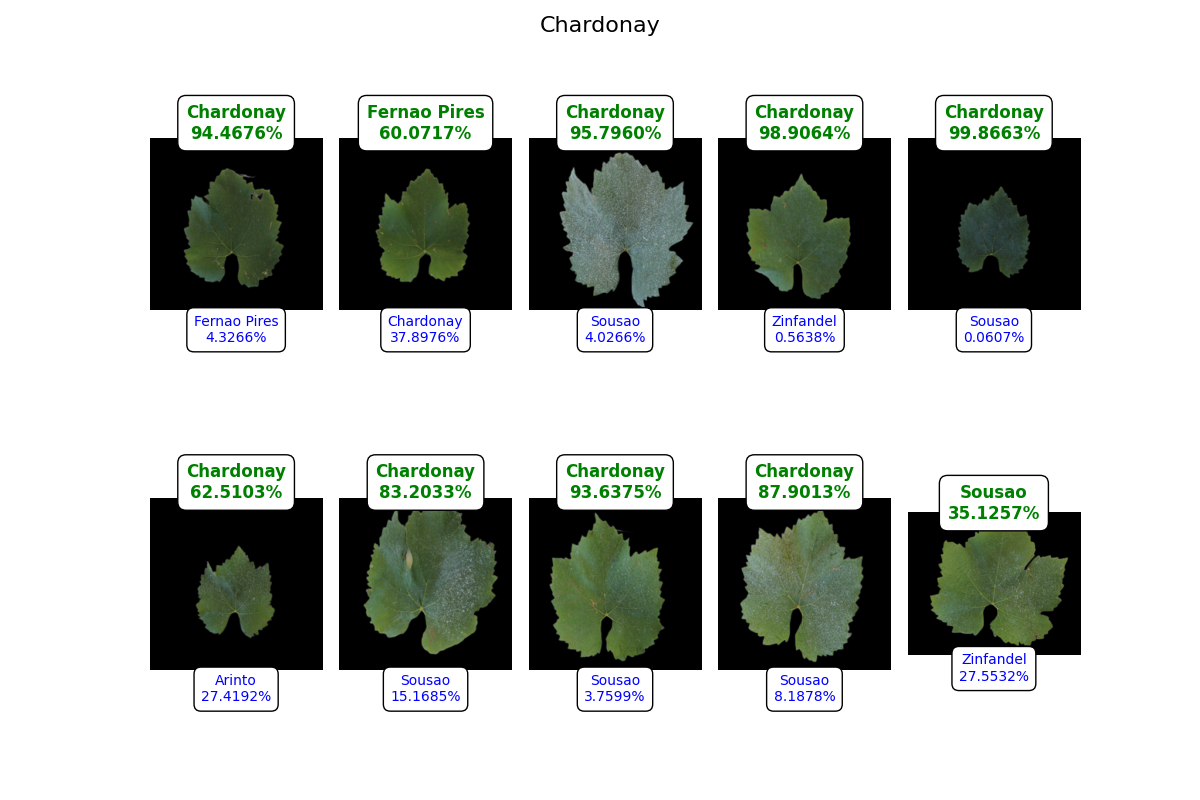 Chardonay
Chardonay
94.4676%
Fernao Pires
60.0717%
Chardonay
95.7960%
Chardonay
98.9064%
Chardonay
99.8663%
Fernao Pires
4.3266%
Chardonay
37.8976%
Sousao
4.0266%
Zinfandel
0.5638%
Sousao
0.0607%
Chardonay
62.5103%
Chardonay
83.2033%
Chardonay
93.6375%
Chardonay
87.9013%
Sousao
35.1257%
Arinto
27.4192%
Sousao
15.1685%
Sousao
3.7599%
Sousao
8.1878%
Zinfandel
27.5532%